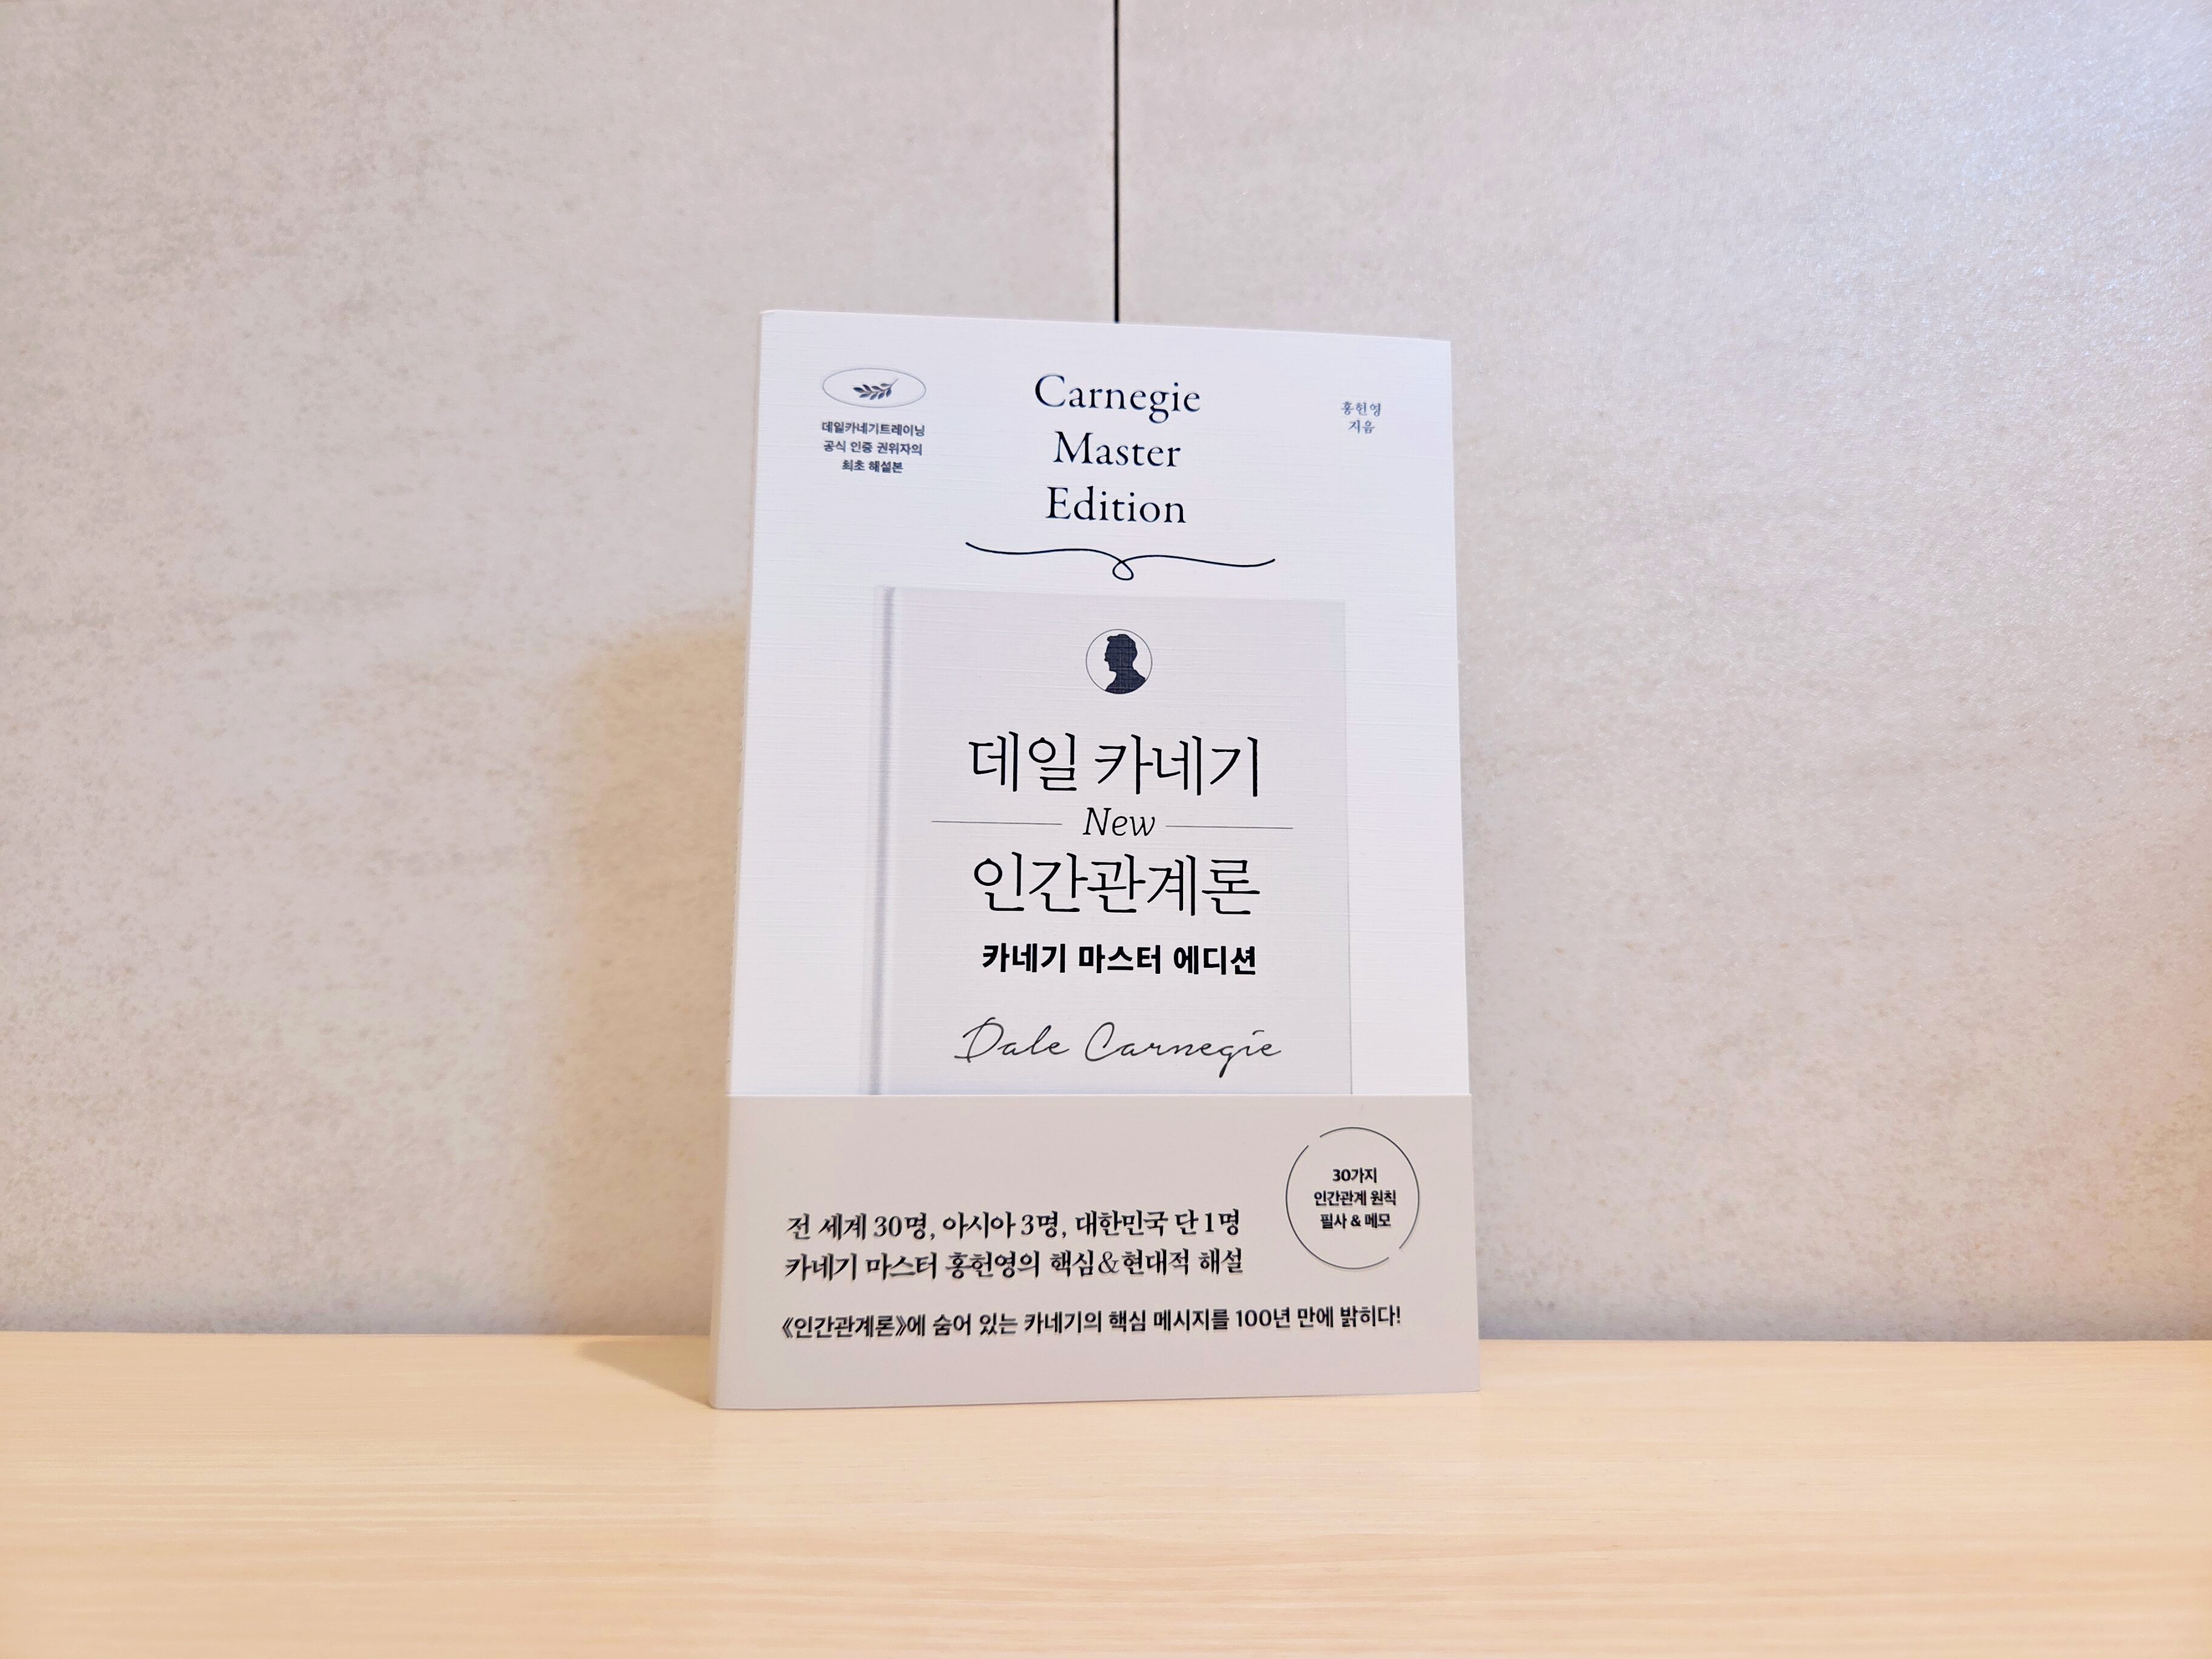 데일카네기트레이닝
공식 인증 권위자의
최초 해설본
Carnegie
Master
Edition
홍헌영
지음
데일 카네기
New
인간관계론
카네기 마스터 에디션
Dale Carnegie
30가지
인간관계 원칙
필사 & 메모
전 세계 30명, 아시아 3명, 대한민국 단 1명
카네기 마스터 홍헌영의 핵심&현대적 해설
《인간관계론》에 숨어 있는 카네기의 핵심 메시지를 100년 만에 밝히다!